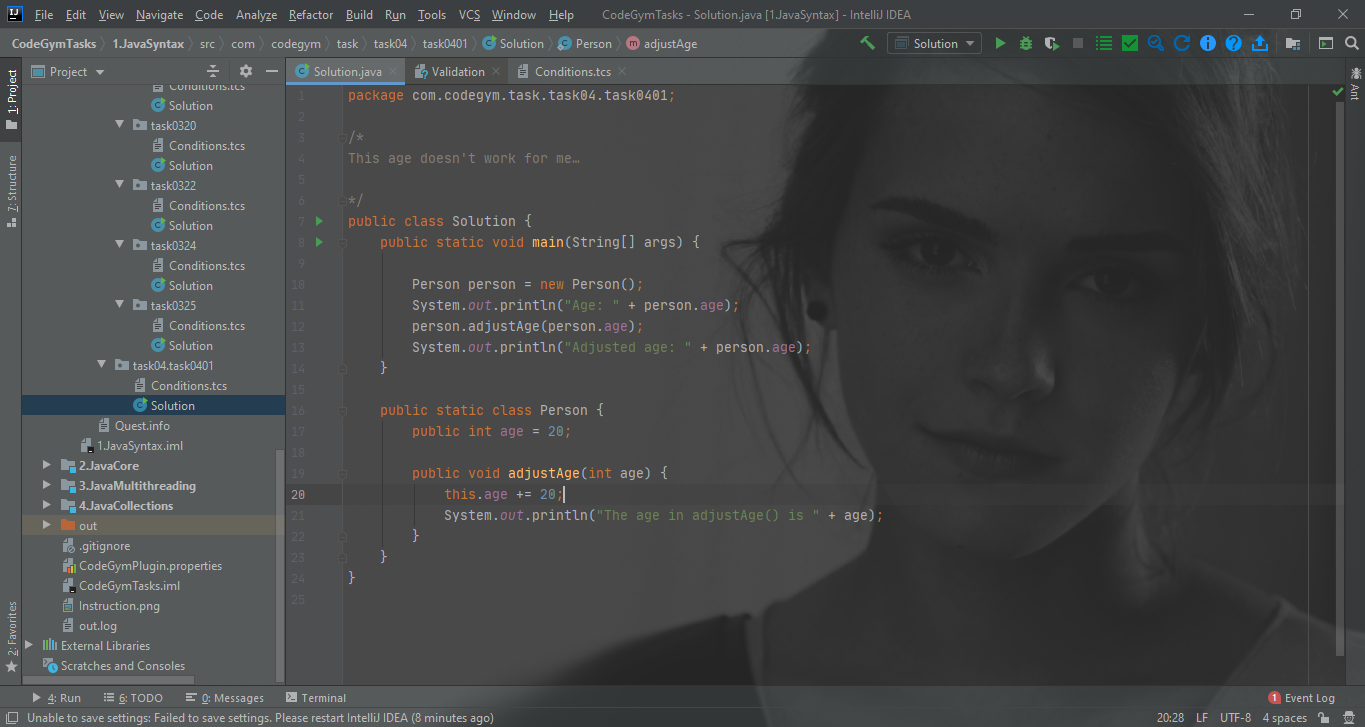 File Edit View Navigate Code Analyze Refactor Build Run Tools VCS Window Help CodeGymTasks - Solution.java [1.JavaSyntax] - IntelliJ IDEA
CodeGymTasks 1.JavaSyntax src com codegym task task04 task0401 Solution Person adjustAge Solution
1: Project
7: Structure
2: Favorites
Project
Conditions.tcs
Solution
task0320
Conditions.tcs
Solution
task0322
Conditions.tcs
Solution
task0324
Conditions.tcs
Solution
task0325
Conditions.tcs
Solution
task04.task0401
Conditions.tcs
Solution
Quest.info
1.JavaSyntax.iml
2.JavaCore
3.JavaMultithreading
4.JavaCollections
out
.gitignore
CodeGymPlugin.properties
CodeGymTasks.iml
Instruction.png
out.log
External Libraries
Scratches and Consoles
Solution.java Validation Conditions.tcs
1 package com.codegym.task.task04.task0401;
2
3 /*
4 This age doesn't work for me…
5
6 */
7 public class Solution {
8 public static void main(String[] args) {
9
10 Person person = new Person();
11 System.out.println("Age: " + person.age);
12 person.adjustAge(person.age);
13 System.out.println("Adjusted age: " + person.age);
14 }
15
16 public static class Person {
17 public int age = 20;
18
19 public void adjustAge(int age) {
20 this.age += 20;
21 System.out.println("The age in adjustAge() is " + age);
22 }
23 }
24 }
25
Ant
4: Run 6: TODO 0: Messages Terminal 1 Event Log
Unable to save settings: Failed to save settings. Please restart IntelliJ IDEA (8 minutes ago) 20:28 LF UTF-8 4 spaces